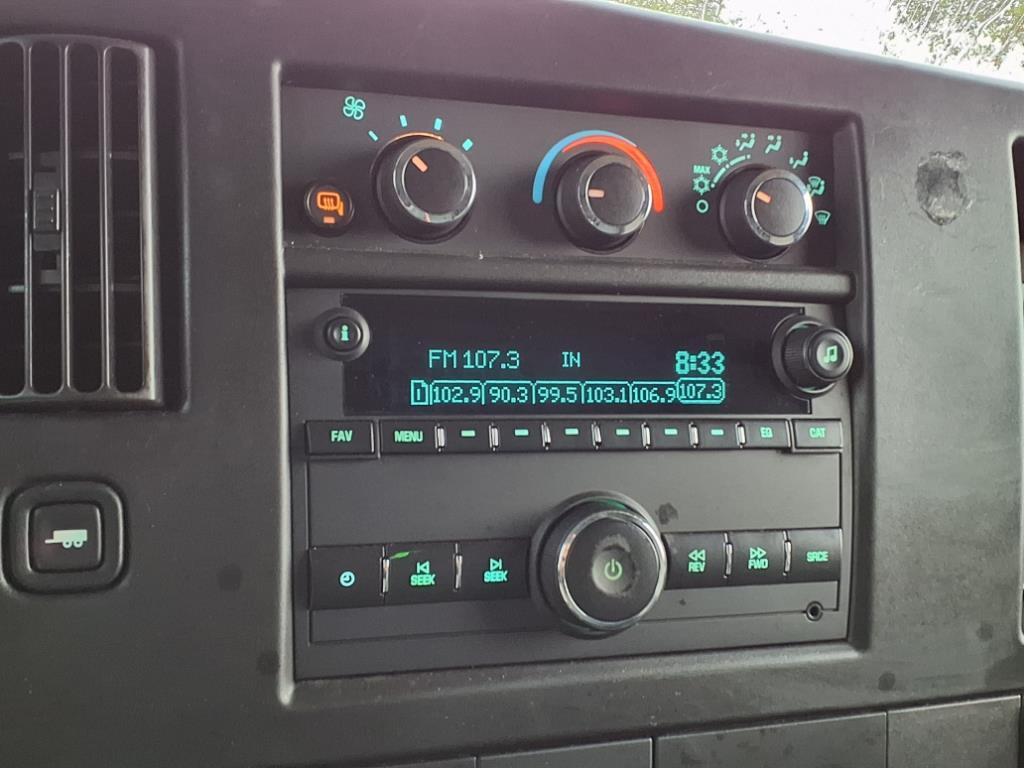 MAX
i
FM 107.3 IN 8:33
1 102.9 90.3 99.5 103.1 106.9 107.3
FAV MENU EQ CAT
SEEK SEEK REV FWD SRCE